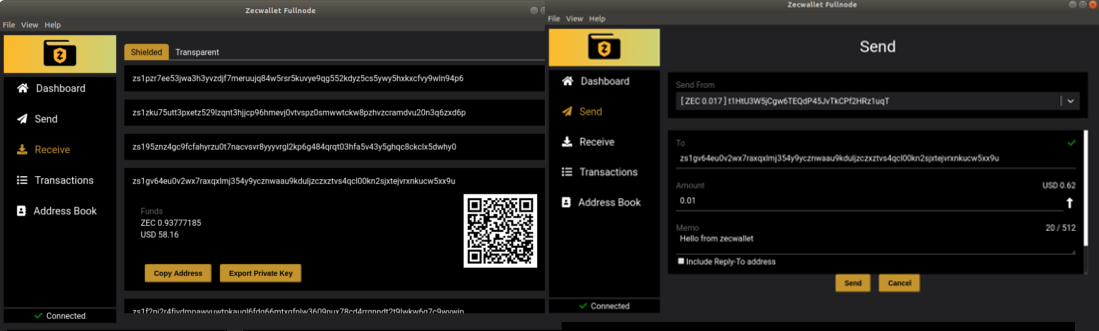 Zecwallet Fullnode
File View Help
Dashboard
Send
Receive
Transactions
Address Book
Connected
Shielded Transparent
zs1pzr7ee53jwa3h3yvzdjf7meruujq84w5rsr5kuvye9qg552kdyz5cs5ywy5hxkxcfvy9wln94p6
zs1zku75utt3pxetz529lzqnt3hjjcp96hmevj0vtvspz0smwwtckw8pzhvzcramdvu20n3q6zxd6p
zs195znz4gc9fcfahyrzu0t7nacvsvr8yyyvrgl2kp6g484qrqt03hfa5v43y5ghqc8ckclx5dwhy0
zs1gv64eu0v2wx7raxqxlmj354y9ycznwaau9kduljzczxztvs4qcl00kn2sjxtejvrxnkucw5xx9u
Funds
ZEC 0.93777185
USD 58.16
Copy Address Export Private Key
Zecwallet Fullnode
File View Help
Dashboard
Send
Receive
Transactions
Address Book
Connected
Send
Send From
[ ZEC 0.017 ] t1HtU3W5jCgw6TEQdP45JvTkCPf2HRz1uqT
To
zs1gv64eu0v2wx7raxqxlmj354y9ycznwaau9kduljzczxztvs4qcl00kn2sjxtejvrxnkucw5xx9u
Amount USD 0.62
0.01
Memo 20 / 512
Hello from zecwallet
Include Reply-To address
Send Cancel